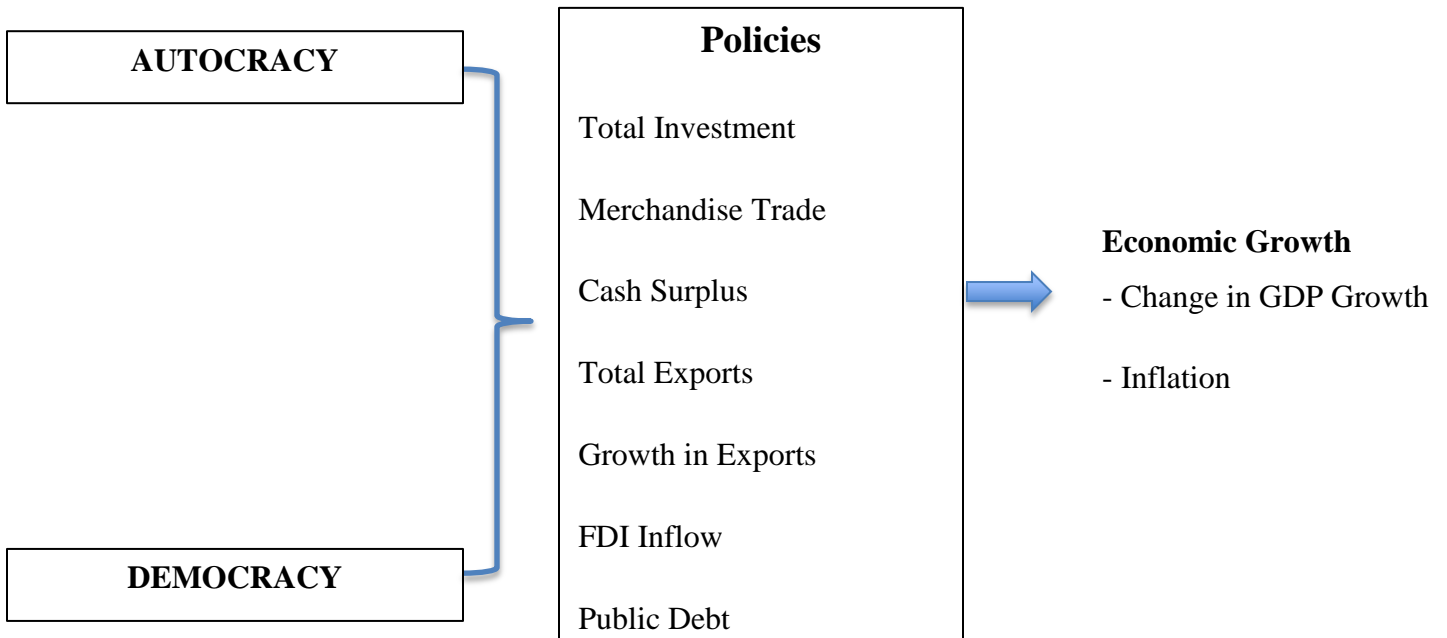 AUTOCRACY
DEMOCRACY
Policies
Total Investment
Merchandise Trade
Cash Surplus
Total Exports
Growth in Exports
FDI Inflow
Public Debt
Economic Growth
- Change in GDP Growth
- Inflation